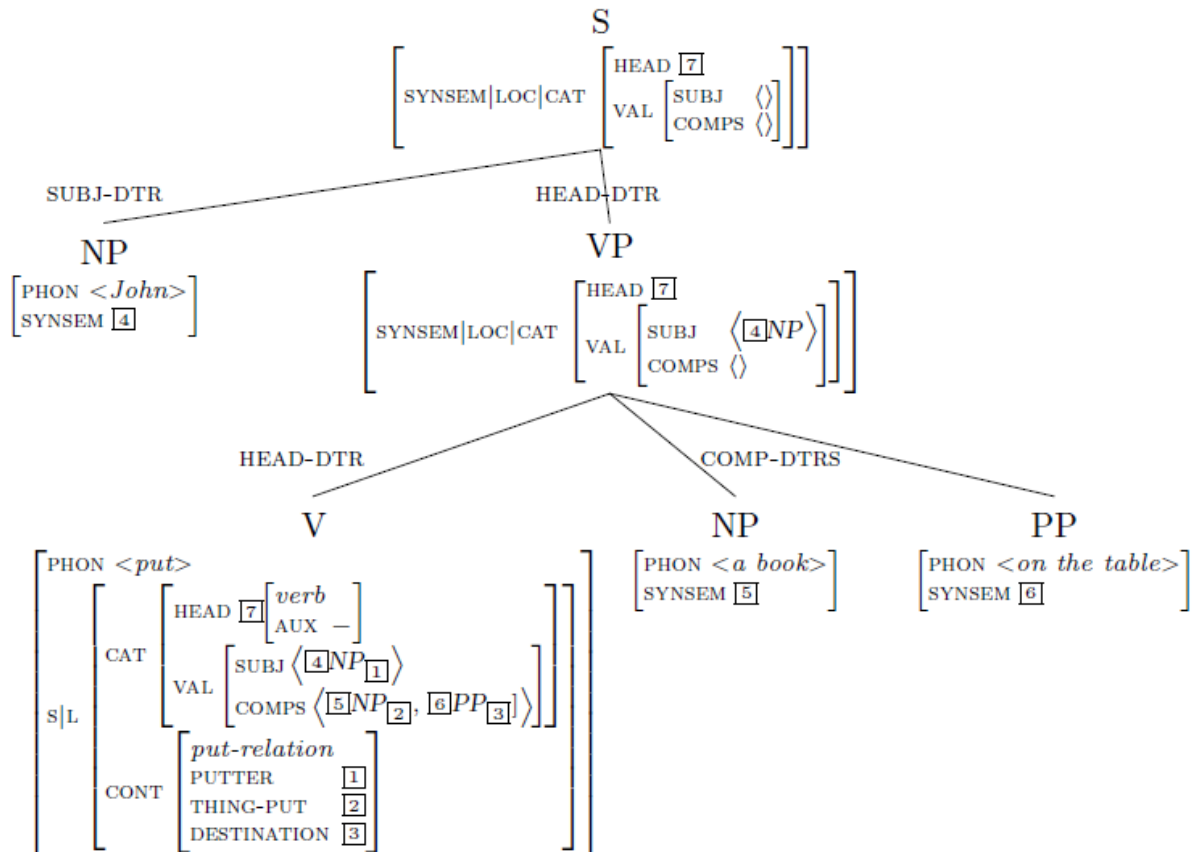 S
HEAD 7
SYNSEM|LOC|CAT
VAL SUBJ ⟨⟩
COMPS ⟨⟩
SUBJ-DTR HEAD-DTR
NP VP
PHON <John>
SYNSEM 4
HEAD 7
SYNSEM|LOC|CAT
VAL SUBJ ⟨4NP⟩
COMPS ⟨⟩
HEAD-DTR COMP-DTRS
V NP PP
PHON <put>
S|L
CAT
HEAD 7 verb
AUX −
VAL SUBJ ⟨4NP1⟩
COMPS ⟨5NP2, 6PP3]⟩
CONT
put-relation
PUTTER 1
THING-PUT 2
DESTINATION 3
PHON <a book>
SYNSEM 5
PHON <on the table>
SYNSEM 6